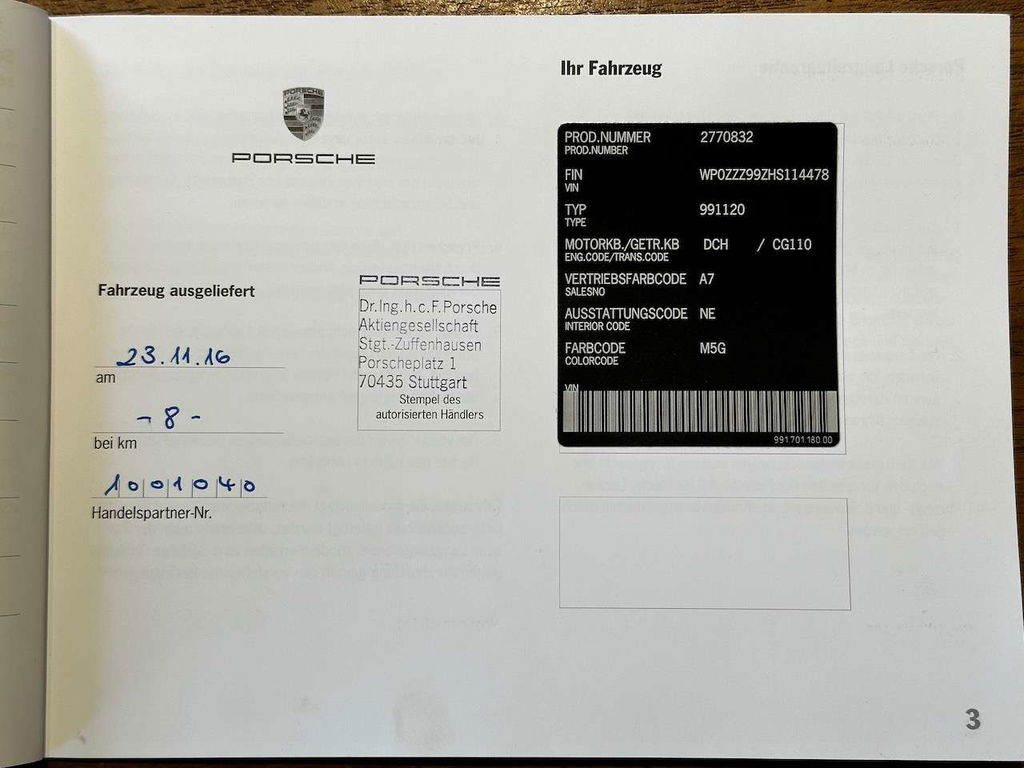 PORSCHE
PORSCHE
Fahrzeug ausgeliefert
23.11.16
am
- 8 -
bei km
1001040
Handelspartner-Nr.
PORSCHE
Dr.Ing.h.c.F.Porsche
Aktiengesellschaft
Stgt.-Zuffenhausen
Porscheplatz 1
70435 Stuttgart
Stempel des
autorisierten Händlers
Ihr Fahrzeug
PROD.NUMMER 2770832
PROD.NUMBER
FIN WP0ZZZ99ZHS114478
VIN
TYP 991120
TYPE
MOTORKB./GETR.KB DCH / CG110
ENG.CODE/TRANS.CODE
VERTRIEBSFARBCODE A7
SALESNO
AUSSTATTUNGSCODE NE
INTERIOR CODE
FARBCODE M5G
COLORCODE
VIN
991.701.180.00
3